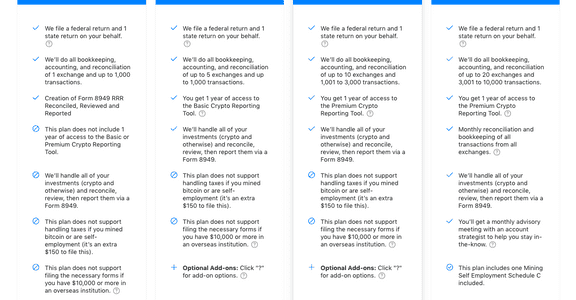 We file a federal return and 1
state return on your behalf.
We'll do all bookkeeping,
accounting, and reconciliation
of 1 exchange and up to 1,000
transactions.
Creation of Form 8949 RRR
Reconciled, Reviewed and
Reported
This plan does not include 1
year of access to the Basic or
Premium Crypto Reporting
Tool.
We'll handle all of your
investments (crypto and
otherwise) and reconcile,
review, then report them via a
Form 8949.
This plan does not support
handling taxes if you mined
bitcoin or are self-
employment (it's an extra
$150 to file this).
This plan does not support
filing the necessary forms if
you have $10,000 or more in
an overseas institution. ?
We file a federal return and 1
state return on your behalf.
?
We'll do all bookkeeping,
accounting, and reconciliation
of up to 5 exchanges and up
to 1,000 transactions.
You get 1 year of access to
the Basic Crypto Reporting
Tool. ?
We'll handle all of your
investments (crypto and
otherwise) and reconcile,
review, then report them via a
Form 8949.
This plan does not support
handling taxes if you mined
bitcoin or are self-
employment (it's an extra
$150 to file this).
This plan does not support
filing the necessary forms if
you have $10,000 or more in
an overseas institution. ?
Optional Add-ons: Click "?"
for add-on options. ?
We file a federal return and 1
state return on your behalf.
?
We'll do all bookkeeping,
accounting, and reconciliation
of up to 10 exchanges and
1,001 to 3,000 transactions.
You get 1 year of access to
the Premium Crypto
Reporting Tool. ?
We'll handle all of your
investments (crypto and
otherwise) and reconcile,
review, then report them via a
Form 8949.
This plan does not support
handling taxes if you mined
bitcoin or are self-
employment (it's an extra
$150 to file this).
This plan does not support
filing the necessary forms if
you have $10,000 or more in
an overseas institution. ?
Optional Add-ons: Click "?"
for add-on options. ?
We file a federal return and 1
state return on your behalf.
?
We'll do all bookkeeping,
accounting, and reconciliation
of up to 20 exchanges and
3,001 to 10,000 transactions.
You get 1 year of access to
the Premium Crypto
Reporting Tool. ?
Monthly reconciliation and
bookkeeping of all
transactions from all
exchanges. ?
We'll handle all of your
investments (crypto and
otherwise) and reconcile,
review, then report them via a
Form 8949.
You'll get a monthly advisory
meeting with an account
strategist to help you stay in-
the-know. ?
This plan includes one Mining
Self Employment Schedule C
included.